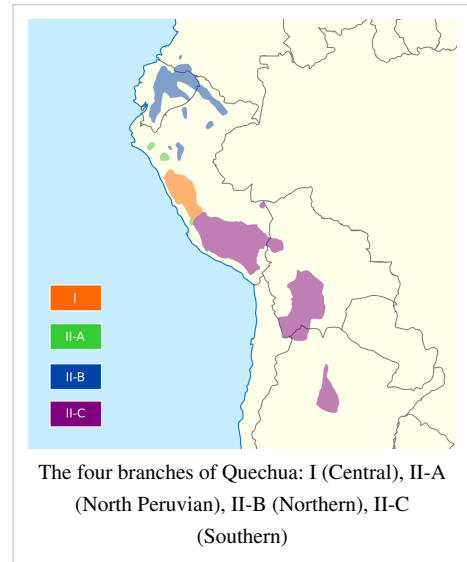 I
II-A
II-B
II-C
The four branches of Quechua: I (Central), II-A
(North Peruvian), II-B (Northern), II-C
(Southern)